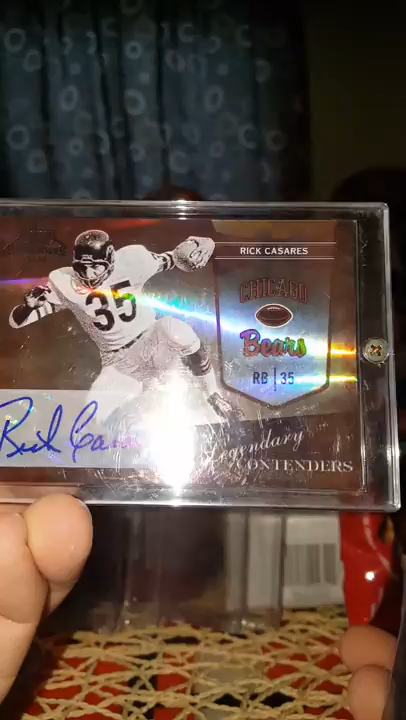 RICK CASARES
CHICAGO
Bears
RB | 35
35
Legendary
CONTENDERS